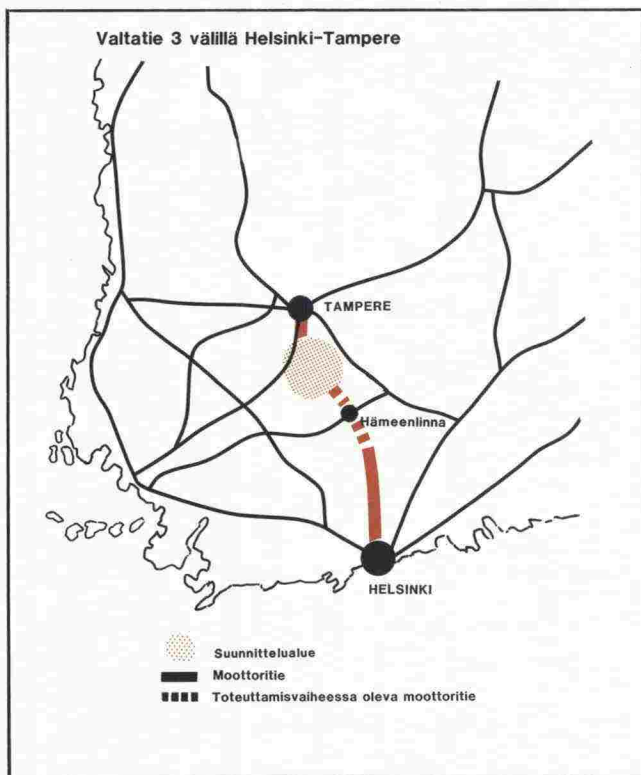 Valtatie 3 välillä Helsinki-Tampere
TAMPERE
Hämeenlinna
HELSINKI
Suunnittelualue
Moottoritie
Toteuttamisvaiheessa oleva moottoritie